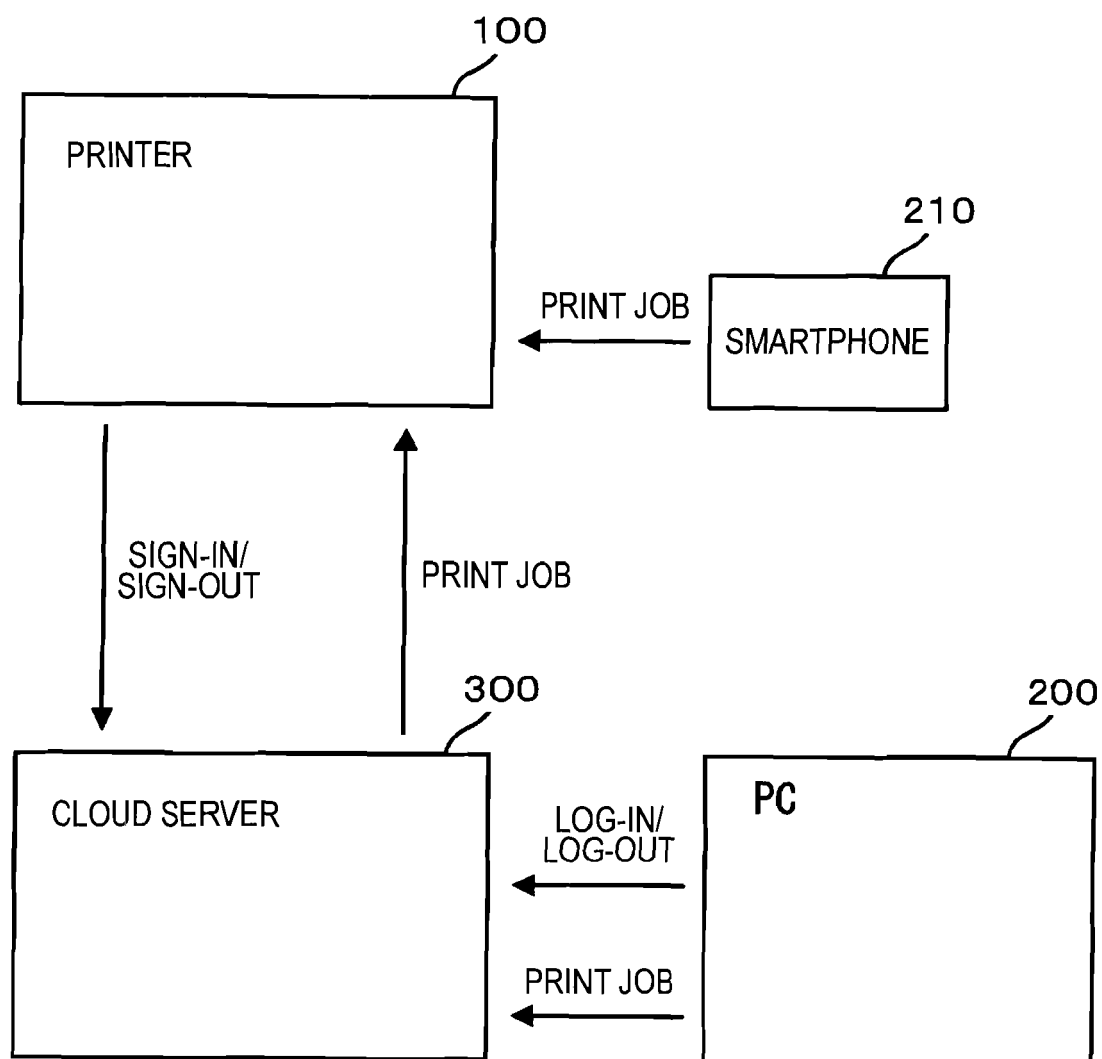 100
PRINTER
210
PRINT JOB
SMARTPHONE
SIGN-IN/
SIGN-OUT
PRINT JOB
300
200
CLOUD SERVER
PC
LOG-IN/
LOG-OUT
PRINT JOB